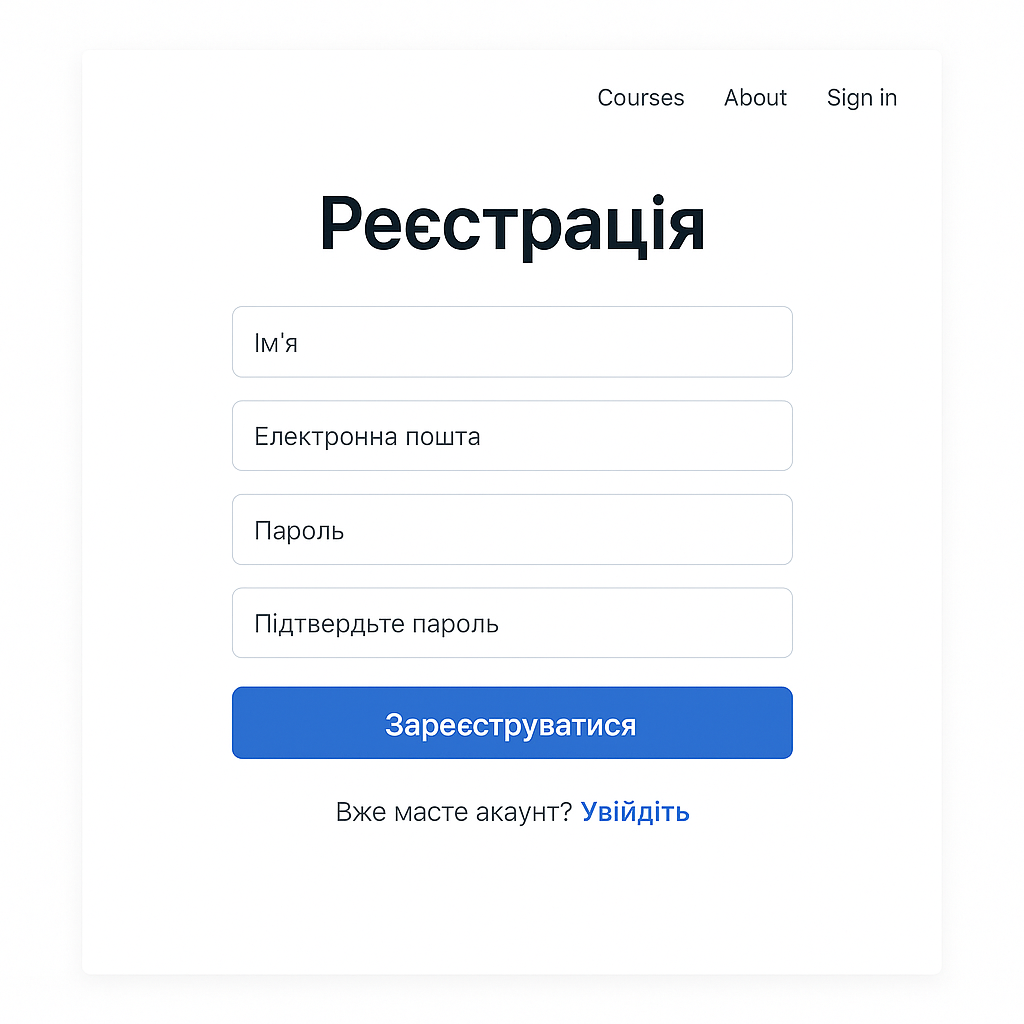 Courses About Sign in
Реєстрація
Ім'я
Електронна пошта
Пароль
Підтвердьте пароль
Зареєструватися
Вже масте акаунт? Увійдіть